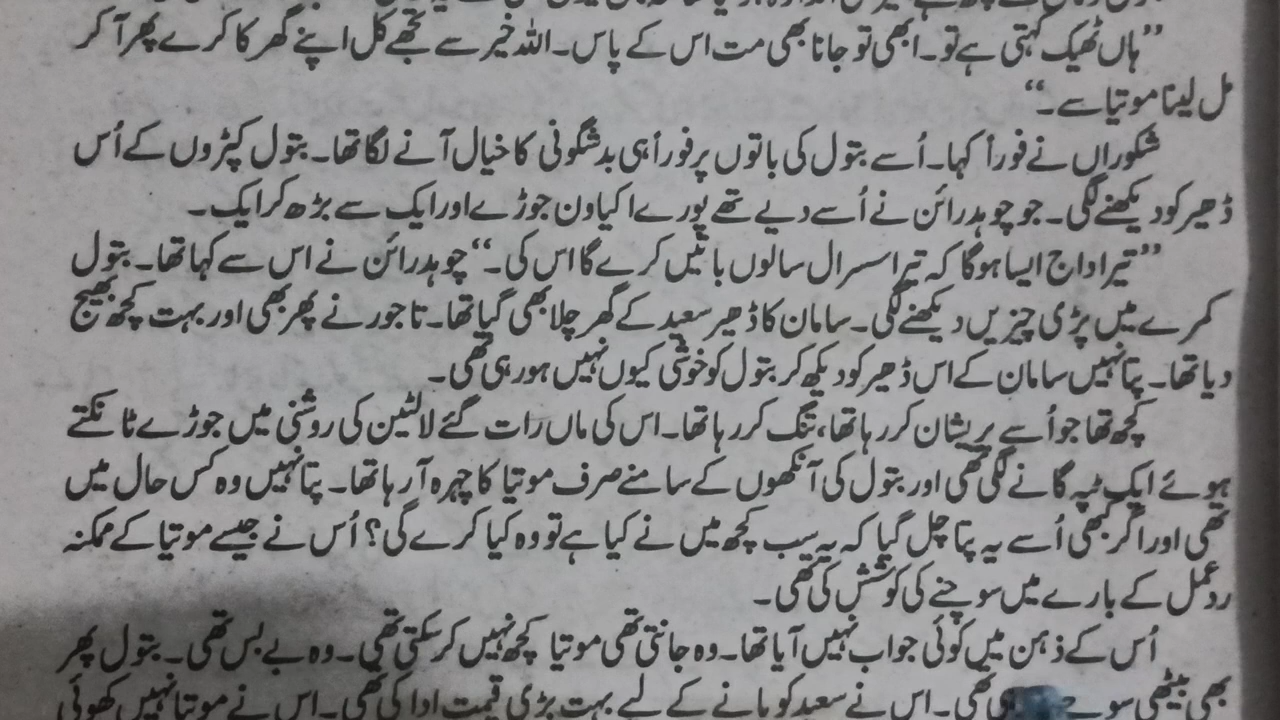 ”ہاں ٹھیک کہتی ہے تو۔ ابھی تو جانا بھی مت اس کے پاس۔ اللہ خیر سے تجھے کل اپنے گھر کا کرے پھر آ کر
مل لینا موتیا سے۔“
شکوراں نے فوراً کہا۔ اُسے بتول کی باتوں پر فوراً ہی بدشگونی کا خیال آنے لگا تھا۔ بتول کپڑوں کے اُس
ڈھیر کو دیکھنے لگی۔ جو چوہدرائن نے اُسے دیے تھے پورے اکیاون جوڑے اور ایک سے بڑھ کر ایک۔
”تیرا داج ایسا ہوگا کہ تیرا سسرال سالوں باتیں کرے گا اس کی۔“ چوہدرائن نے اس سے کہا تھا۔ بتول
کمرے میں پڑی چیزیں دیکھنے لگی۔ سامان کا ڈھیر سعید کے گھر چلا بھی گیا تھا۔ تاجور نے پھر بھی اور بہت کچھ بھیج
دیا تھا۔ پتا نہیں سامان کے اس ڈھیر کو دیکھ کر بتول کو خوشی کیوں نہیں ہو رہی تھی۔
کچھ تھا جو اُسے پریشان کر رہا تھا، تنگ کر رہا تھا۔ اس کی ماں رات گئے لالٹین کی روشنی میں جوڑے ٹانکتے
ہوئے ایک ٹپہ گانے لگی تھی اور بتول کی آنکھوں کے سامنے صرف موتیا کا چہرہ آ رہا تھا۔ پتا نہیں وہ کس حال میں
تھی اور اگر کبھی اُسے یہ پتا چل گیا کہ یہ سب کچھ میں نے کیا ہے تو وہ کیا کرے گی؟ اُس نے جیسے موتیا کے ممکنہ
ردعمل کے بارے میں سوچنے کی کوشش کی تھی۔
اُس کے ذہن میں کوئی جواب نہیں آیا تھا۔ وہ جانتی تھی موتیا کچھ نہیں کر سکتی تھی۔ وہ بے بس تھی۔ بتول پھر
بھی بیٹھی تھی۔ اس نے سعید کو پانے کے لیے بہت بڑی قیمت ادا کی تھی۔ اس نے موتیا نہیں کھوئی